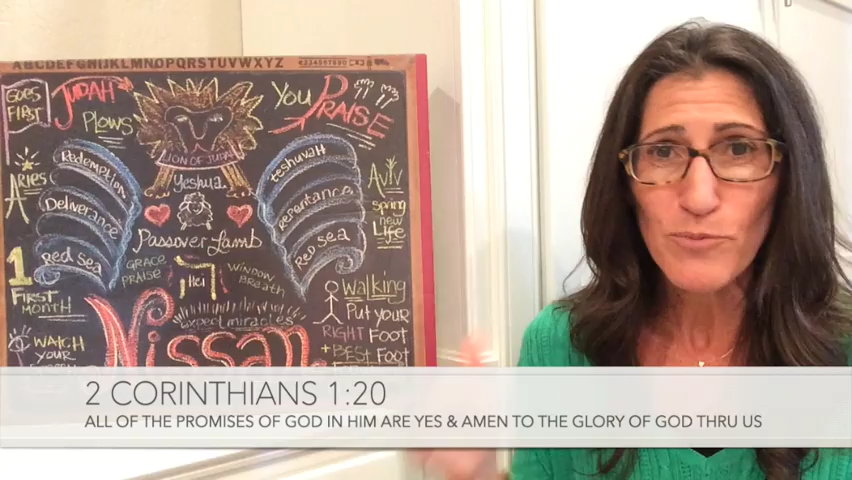 ABCDEFGHIJKLMNOPQRSTUVWXYZ
GOES FIRST
JUDAH
PLOWS
YOU PRAISE
LION OF JUDAH
Yeshua
Redemption
Deliverance
Red Sea
teshuvah
Repentance
Red sea
Aries
Aviv
spring
new
Life
Passover Lamb
GRACE
PRAISE
Hei
WINDOW
Breath
1
FIRST
MONTH
Expect miracles
Walking
Put your
RIGHT FOOT
+ BEST FOOT
WATCH
YOUR
Nissan
2 CORINTHIANS 1:20
ALL OF THE PROMISES OF GOD IN HIM ARE YES & AMEN TO THE GLORY OF GOD THRU US